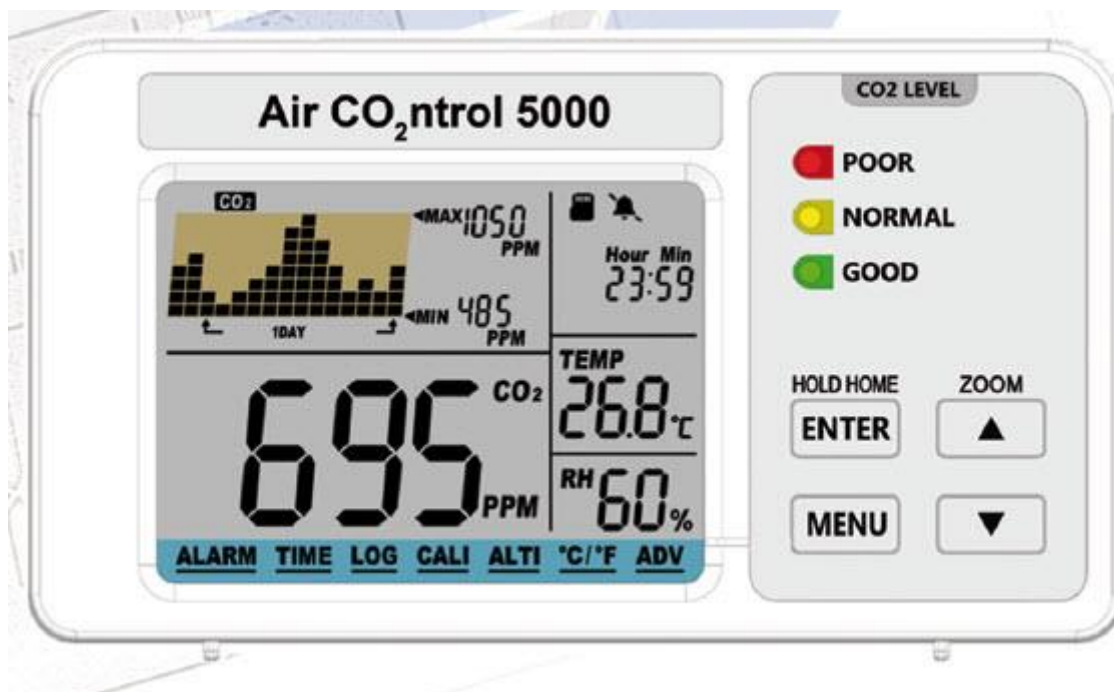 Air CO₂ntrol 5000
CO₂
◄MAX 1050
PPM
◄MIN 485
PPM
1DAY
Hour Min
23:59
TEMP
26.8 °C
RH
60%
695 CO₂
PPM
ALARM TIME LOG CALI ALTI °C/°F ADV
CO2 LEVEL
POOR
NORMAL
GOOD
HOLD HOME ZOOM
ENTER ▲
MENU ▼